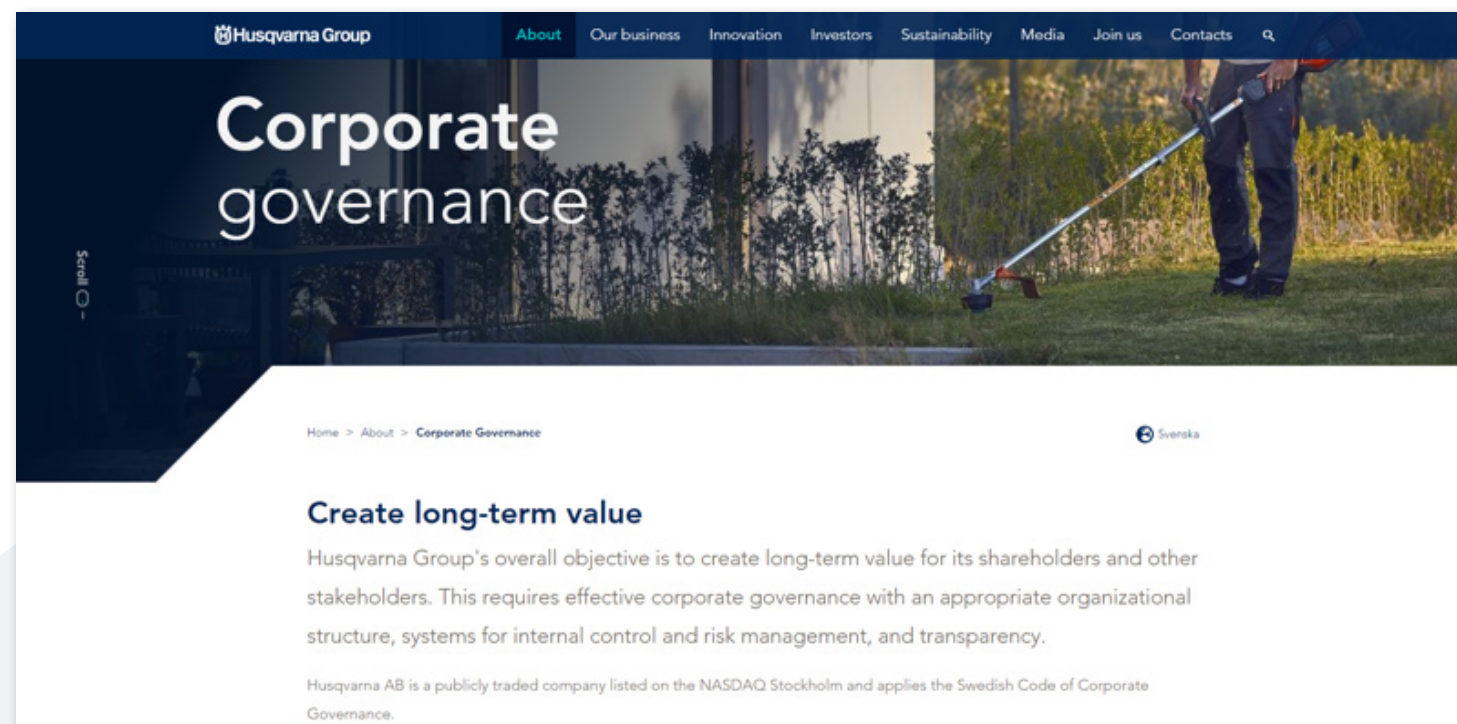 Husqvarna Group
About Our business Innovation Investors Sustainability Media Join us Contacts
Corporate
governance
Scroll
Home > About > Corporate Governance
Svenska
Create long-term value
Husqvarna Group's overall objective is to create long-term value for its shareholders and other
stakeholders. This requires effective corporate governance with an appropriate organizational
structure, systems for internal control and risk management, and transparency.
Husqvarna AB is a publicly traded company listed on the NASDAQ Stockholm and applies the Swedish Code of Corporate
Governance.